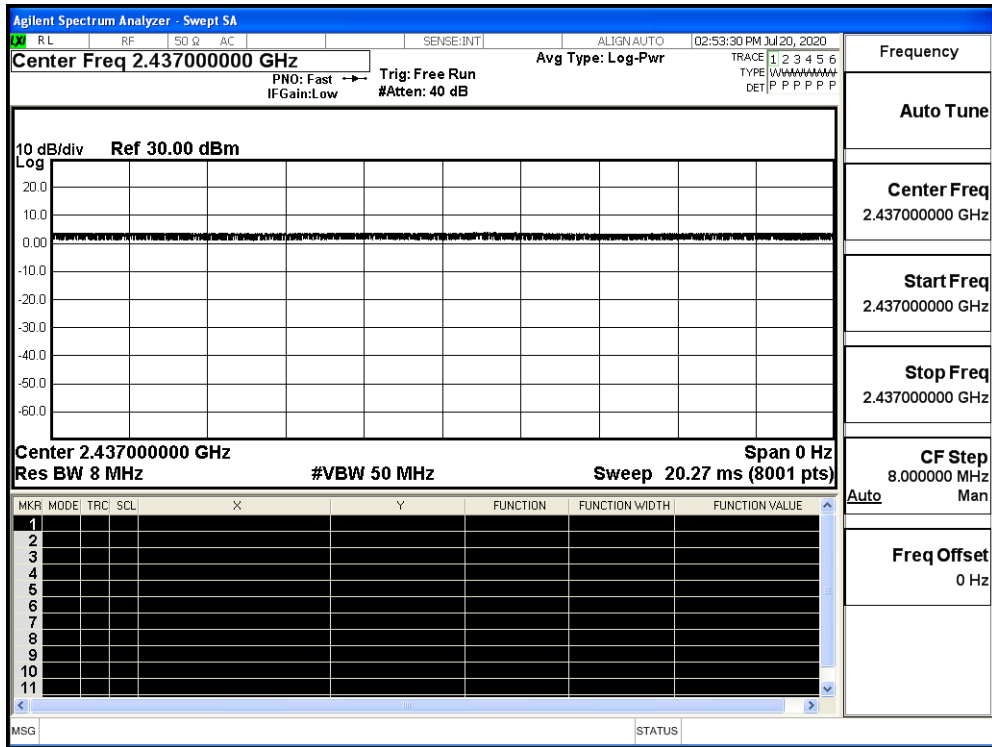 Agilent Spectrum Analyzer - Swept SA
LXI RL RF 50 Ω AC SENSE:INT ALIGNAUTO 02:53:30 PM Jul 20, 2020
Center Freq 2.437000000 GHz
PNO: Fast
IFGain:Low
Trig: Free Run
#Atten: 40 dB
Avg Type: Log-Pwr
TRACE 1 2 3 4 5 6
TYPE
DET P P P P P P
10 dB/div Ref 30.00 dBm
Log
20.0
10.0
0.00
-10.0
-20.0
-30.0
-40.0
-50.0
-60.0
Center 2.437000000 GHz Span 0 Hz
Res BW 8 MHz #VBW 50 MHz Sweep 20.27 ms (8001 pts)
MKR MODE TRC SCL X Y FUNCTION FUNCTION WIDTH FUNCTION VALUE
1
2
3
4
5
6
7
8
9
10
11
MSG STATUS
Frequency
Auto Tune
Center Freq
2.437000000 GHz
Start Freq
2.437000000 GHz
Stop Freq
2.437000000 GHz
CF Step
8.000000 MHz
Auto Man
Freq Offset
0 Hz